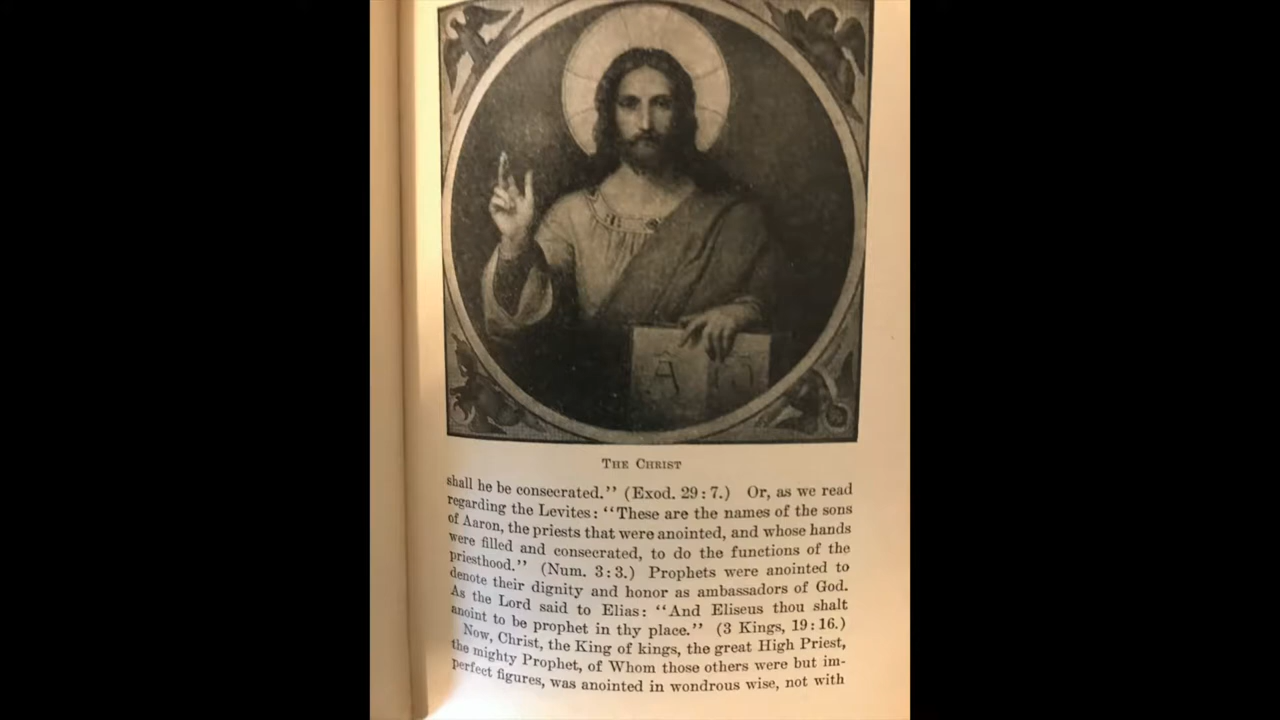 A Ω
THE CHRIST
shall he be consecrated." (Exod. 29:7.) Or, as we read
regarding the Levites: "These are the names of the sons
of Aaron, the priests that were anointed, and whose hands
were filled and consecrated, to do the functions of the
priesthood." (Num. 3:3.) Prophets were anointed to
denote their dignity and honor as ambassadors of God.
As the Lord said to Elias: "And Eliseus thou shalt
anoint to be prophet in thy place." (3 Kings, 19:16.)
Now, Christ, the King of kings, the great High Priest,
the mighty Prophet, of Whom those others were but im-
perfect figures, was anointed in wondrous wise, not with